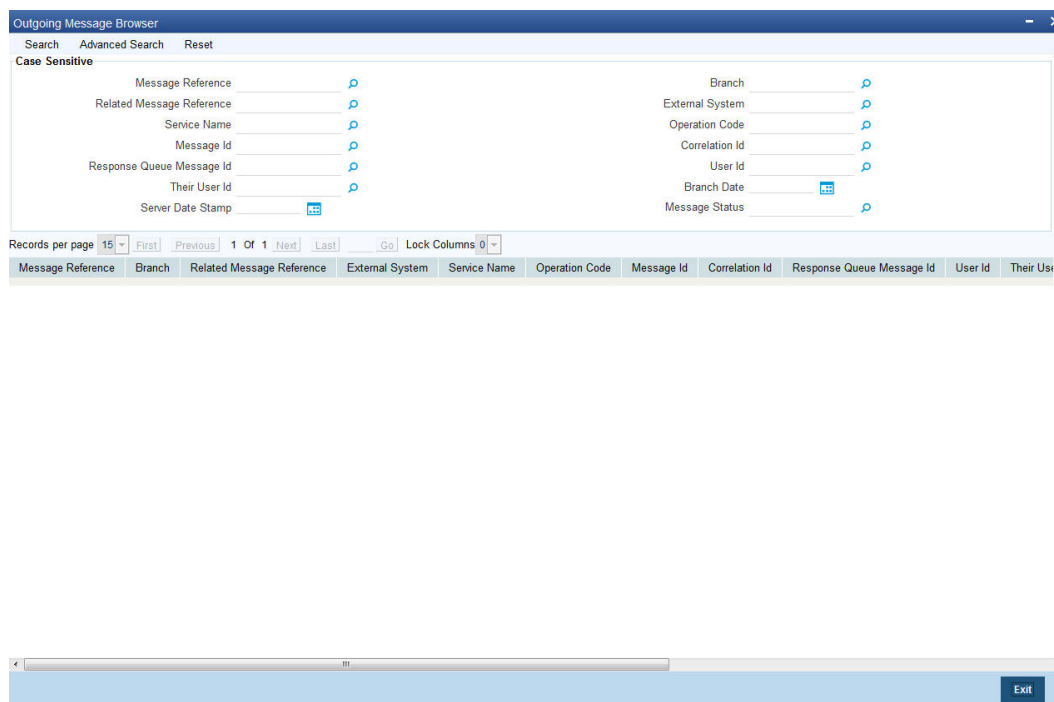 Outgoing Message Browser
Search Advanced Search Reset
Case Sensitive
Message Reference Branch
Related Message Reference External System
Service Name Operation Code
Message Id Correlation Id
Response Queue Message Id User Id
Their User Id Branch Date
Server Date Stamp Message Status
Records per page 15 First Previous 1 Of 1 Next Last Go Lock Columns 0
Message Reference Branch Related Message Reference External System Service Name Operation Code Message Id Correlation Id Response Queue Message Id User Id Their Use
Exit